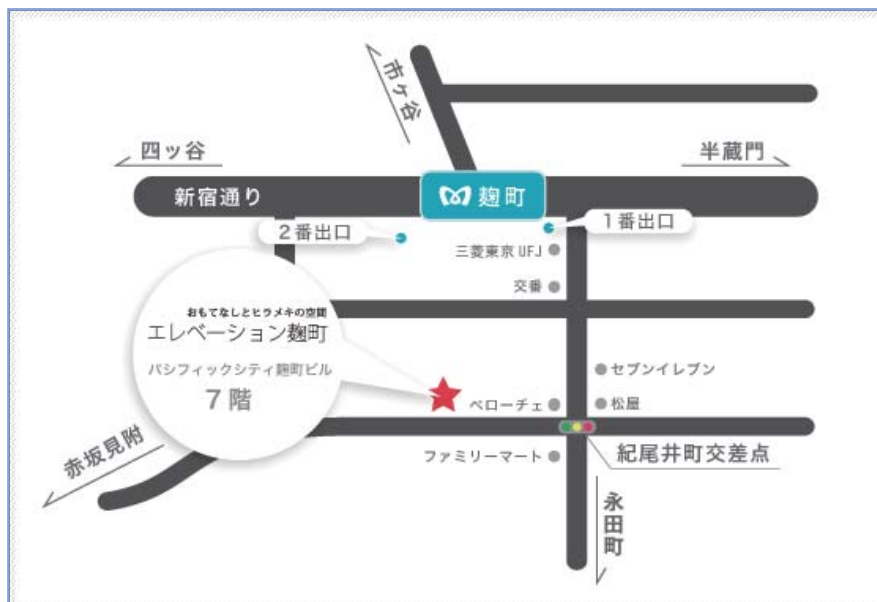 市ヶ谷
四ッ谷
半蔵門
新宿通り
麹町
2番出口
1番出口
三菱東京UFJ
交番
おもてなしとヒラメキの空間
エレベーション麹町
パシフィックシティ麹町ビル
7階
セブンイレブン
ベローチェ
松屋
赤坂見附
ファミリーマート
紀尾井町交差点
永田町